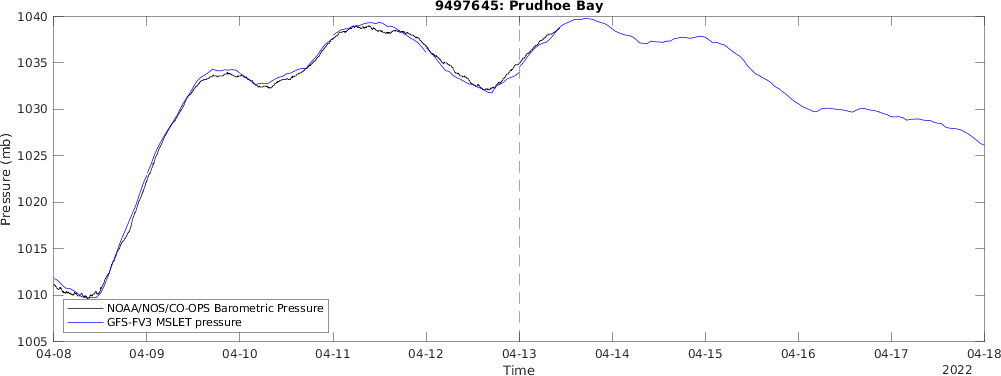 9497645: Prudhoe Bay
Pressure (mb)
1040
1035
1030
1025
1020
1015
1010
1005
NOAA/NOS/CO-OPS Barometric Pressure
GFS-FV3 MSLET pressure
04-08 04-09 04-10 04-11 04-12 04-13 04-14 04-15 04-16 04-17 04-18
Time
2022